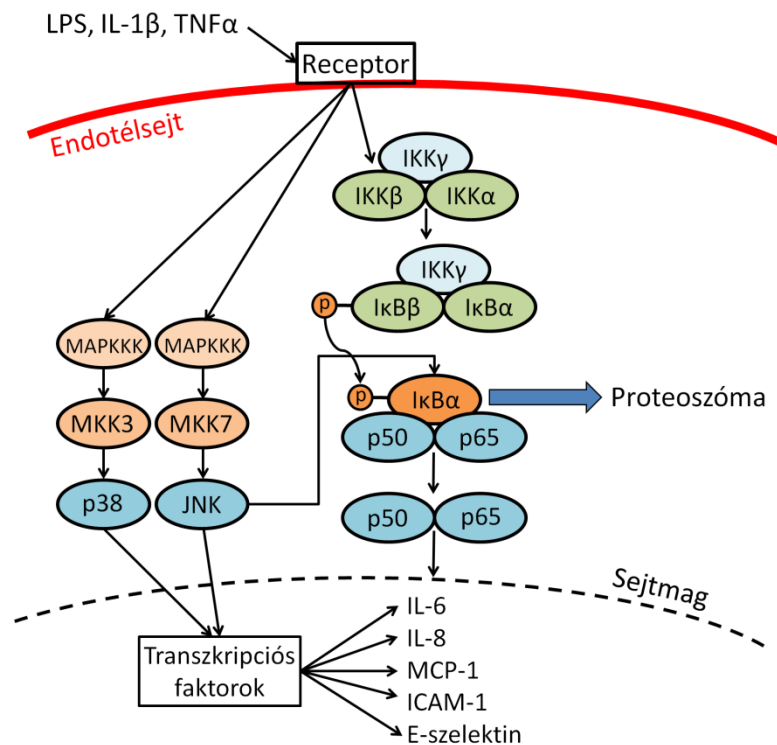 LPS, IL-1β, TNFα
Receptor
Endotélsejt
IKKγ
IKKβ
IKKα
IKKγ
p
IκBβ
IκBα
MAPKKK
MAPKKK
p
IκBα
Proteoszóma
MKK3
MKK7
p50
p65
p38
JNK
p50
p65
Sejtmag
IL-6
IL-8
Transzkripciós
faktorok
MCP-1
ICAM-1
E-szelektin